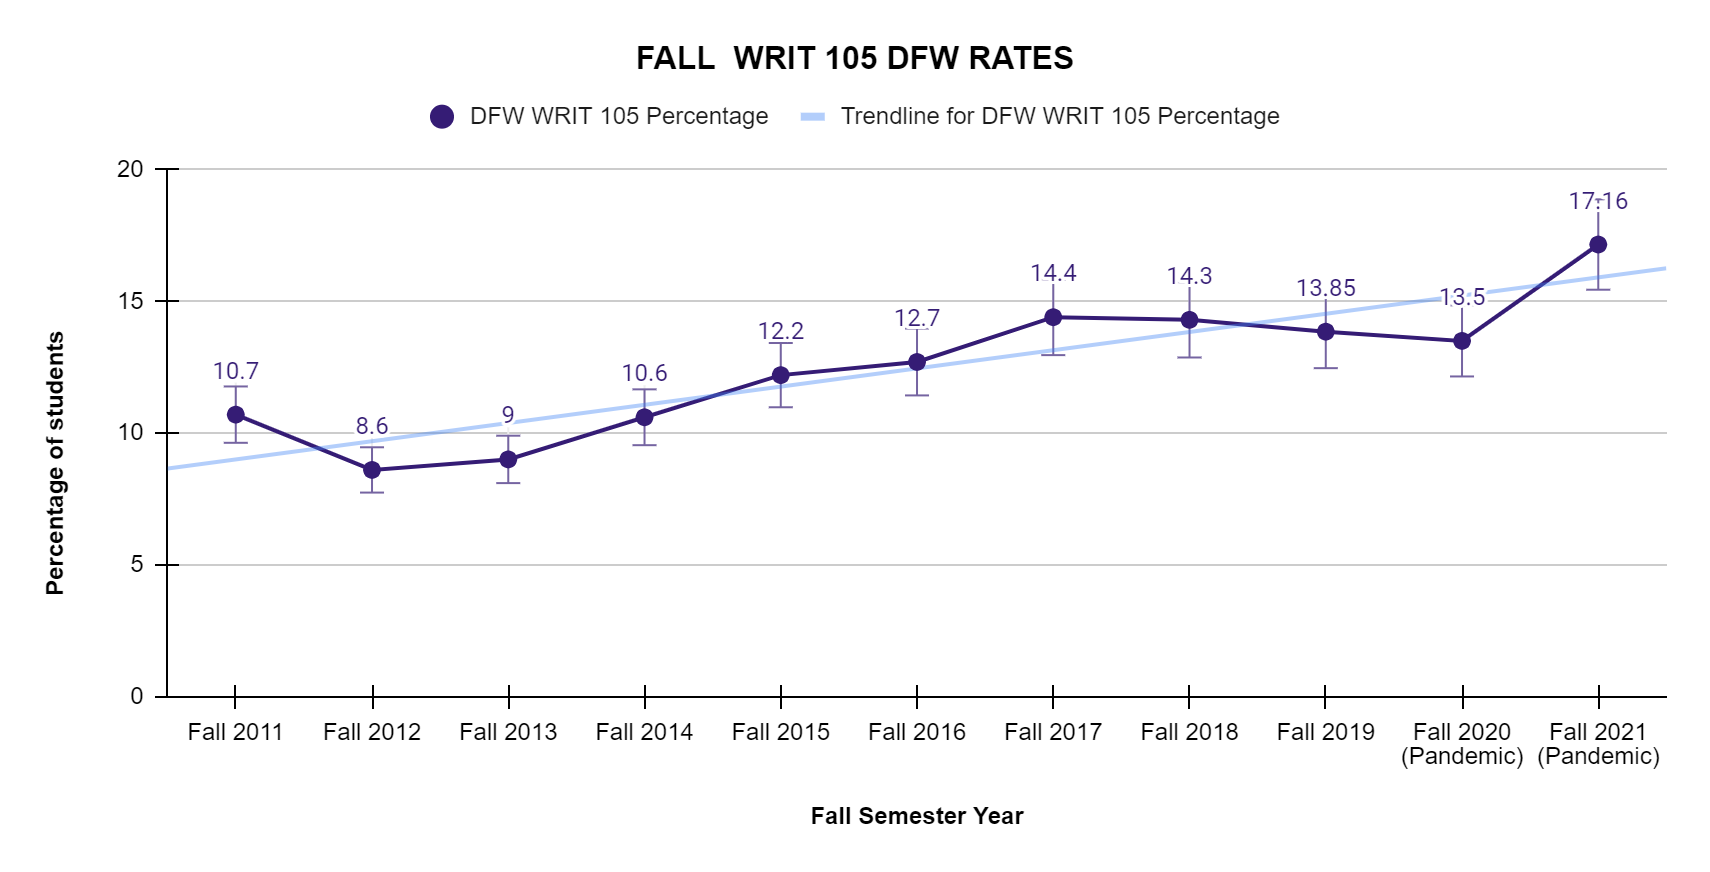 FALL  WRIT 105 DFW RATES
DFW WRIT 105 Percentage
Trendline for DFW WRIT 105 Percentage
Percentage of students
20
15
10
5
0
10.7
8.6
9
10.6
12.2
12.7
14.4
14.3
13.85
13.5
17.16
Fall 2011
Fall 2012
Fall 2013
Fall 2014
Fall 2015
Fall 2016
Fall 2017
Fall 2018
Fall 2019
Fall 2020
(Pandemic)
Fall 2021
(Pandemic)
Fall Semester Year